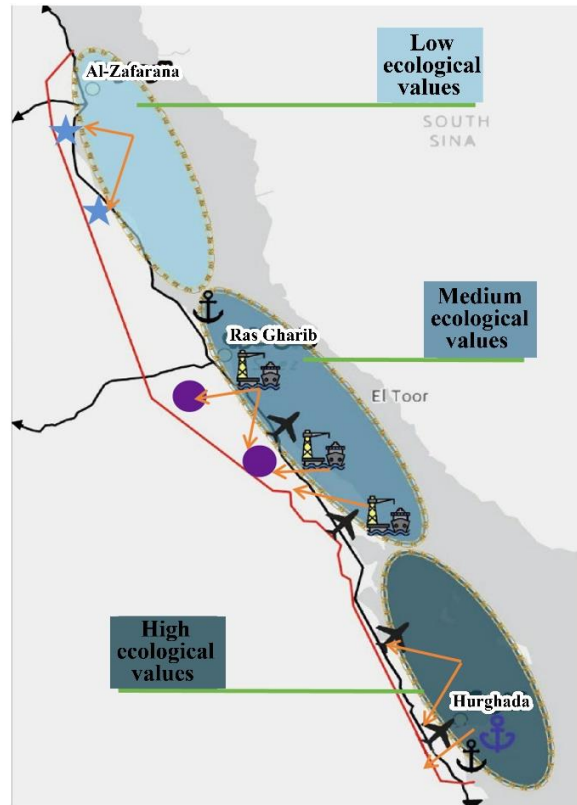 Low
ecological
values
Al-Zafarana
SOUTH
SINA
Medium
ecological
values
Ras Gharib
El Toor
High
ecological
values
Hurghada